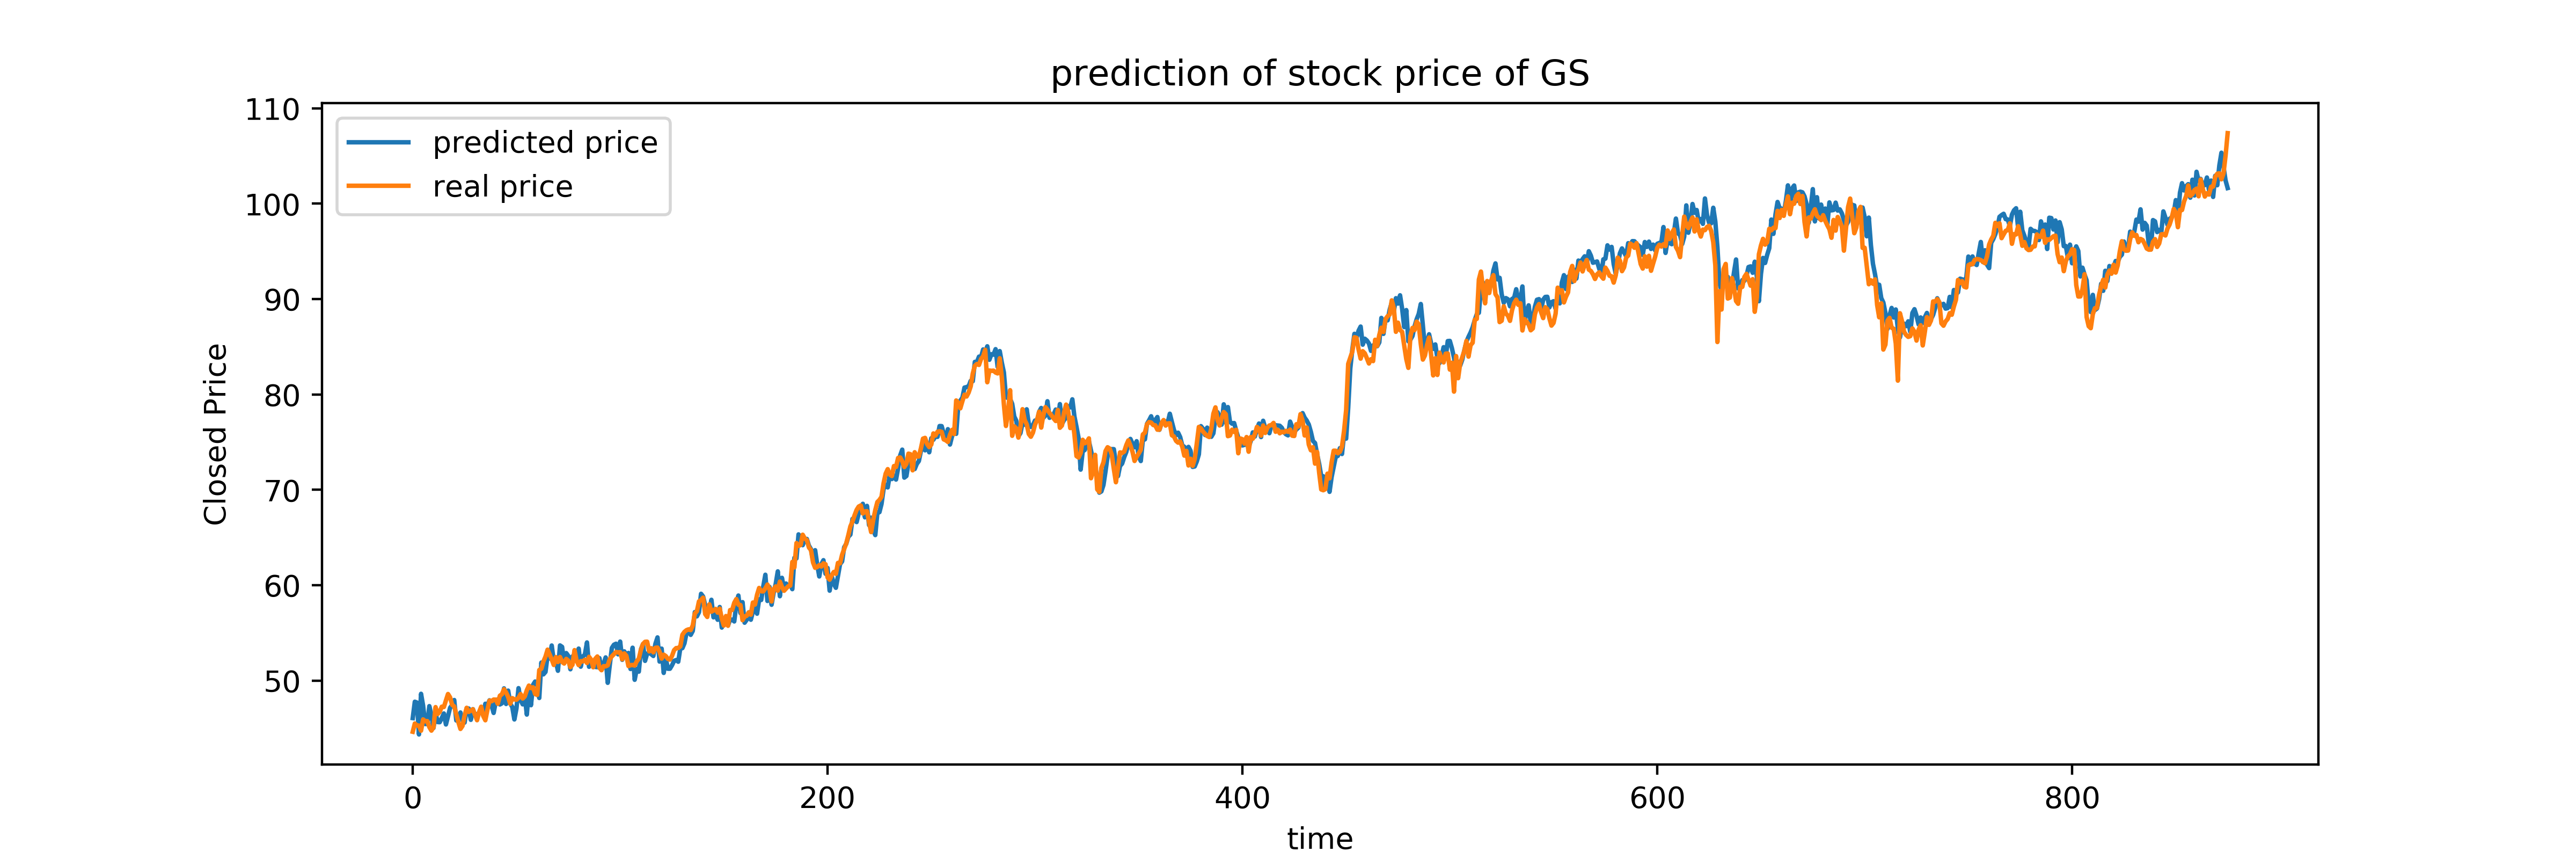 prediction of stock price of GS
110
100
90
80
70
60
50
Closed Price
predicted price
real price
0 200 400 600 800
time